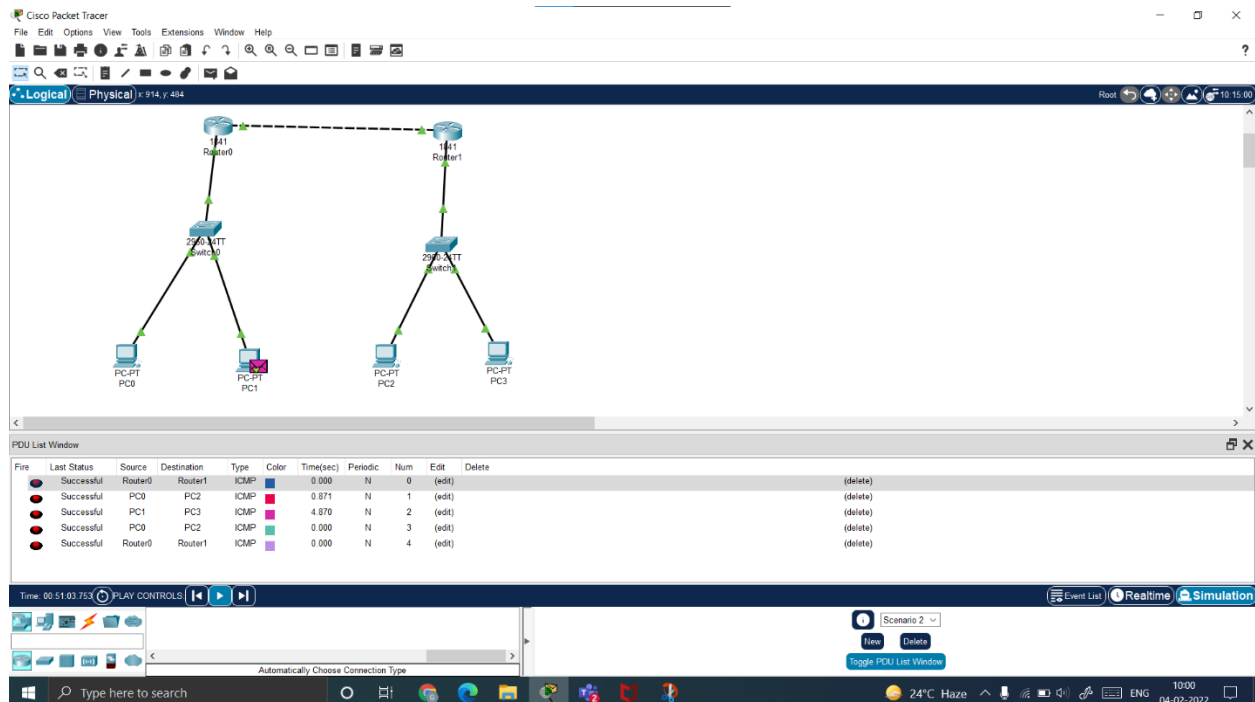 Cisco Packet Tracer
File Edit Options View Tools Extensions Window Help
?
Logical Physical x: 914, y: 484 Root 10:15:00
1841
Router0
1841
Router1
2960-24TT
Switch0
2960-24TT
PC-PT
PC0
PC-PT
PC1
PC-PT
PC2
PC-PT
PC3
PDU List Window
Fire Last Status Source Destination Type Color Time(sec) Periodic Num Edit Delete
Successful Router0 Router1 ICMP 0.000 N 0 (edit) (delete)
Successful PC0 PC2 ICMP 0.871 N 1 (edit) (delete)
Successful PC1 PC3 ICMP 4.870 N 2 (edit) (delete)
Successful PC0 PC2 ICMP 0.000 N 3 (edit) (delete)
Successful Router0 Router1 ICMP 0.000 N 4 (edit) (delete)
Time: 00:51:03.753 PLAY CONTROLS: Event List Realtime Simulation
Scenario 2
New Delete
Toggle PDU List Window
Automatically Choose Connection Type
Type here to search 24°C Haze ENG 10:00
04-02-2022